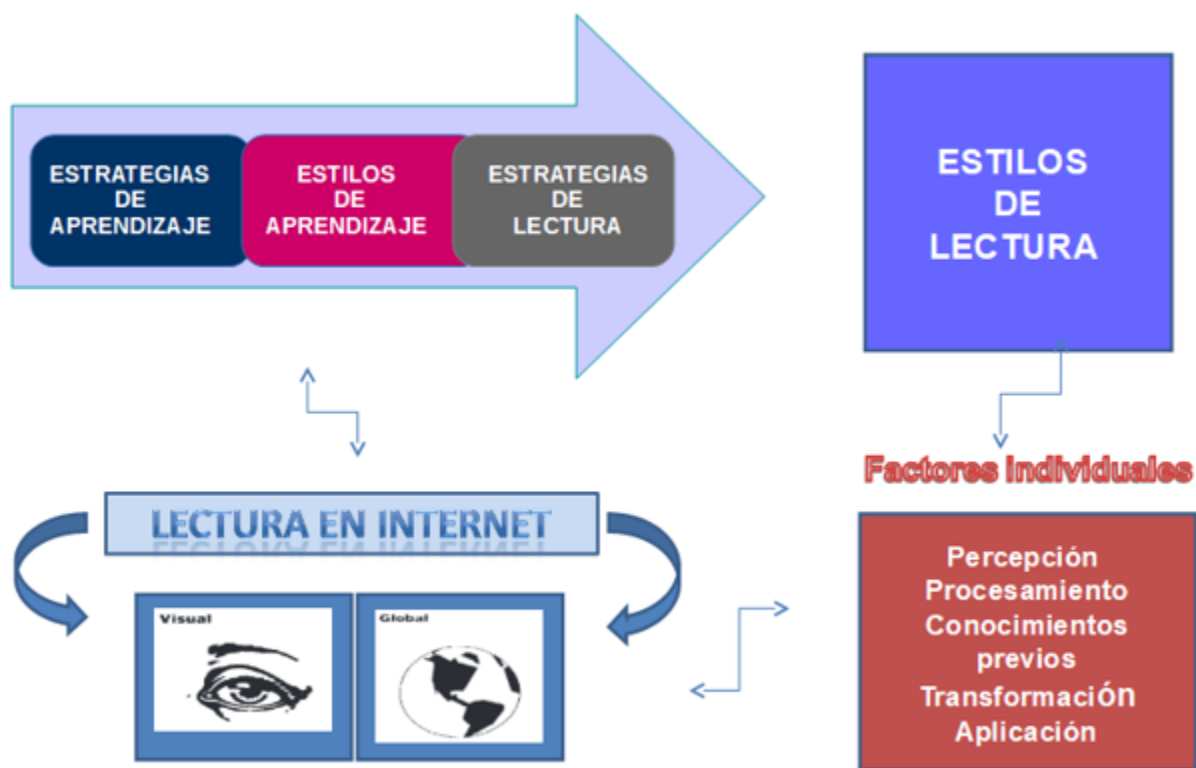 ESTRATEGIAS
DE
APRENDIZAJE
ESTILOS
DE
APRENDIZAJE
ESTRATEGIAS
DE
LECTURA
ESTILOS
DE
LECTURA
LECTURA EN INTERNET
Visual
Global
Factores individuales
Percepción
Procesamiento
Conocimientos
previos
Transformación
Aplicación